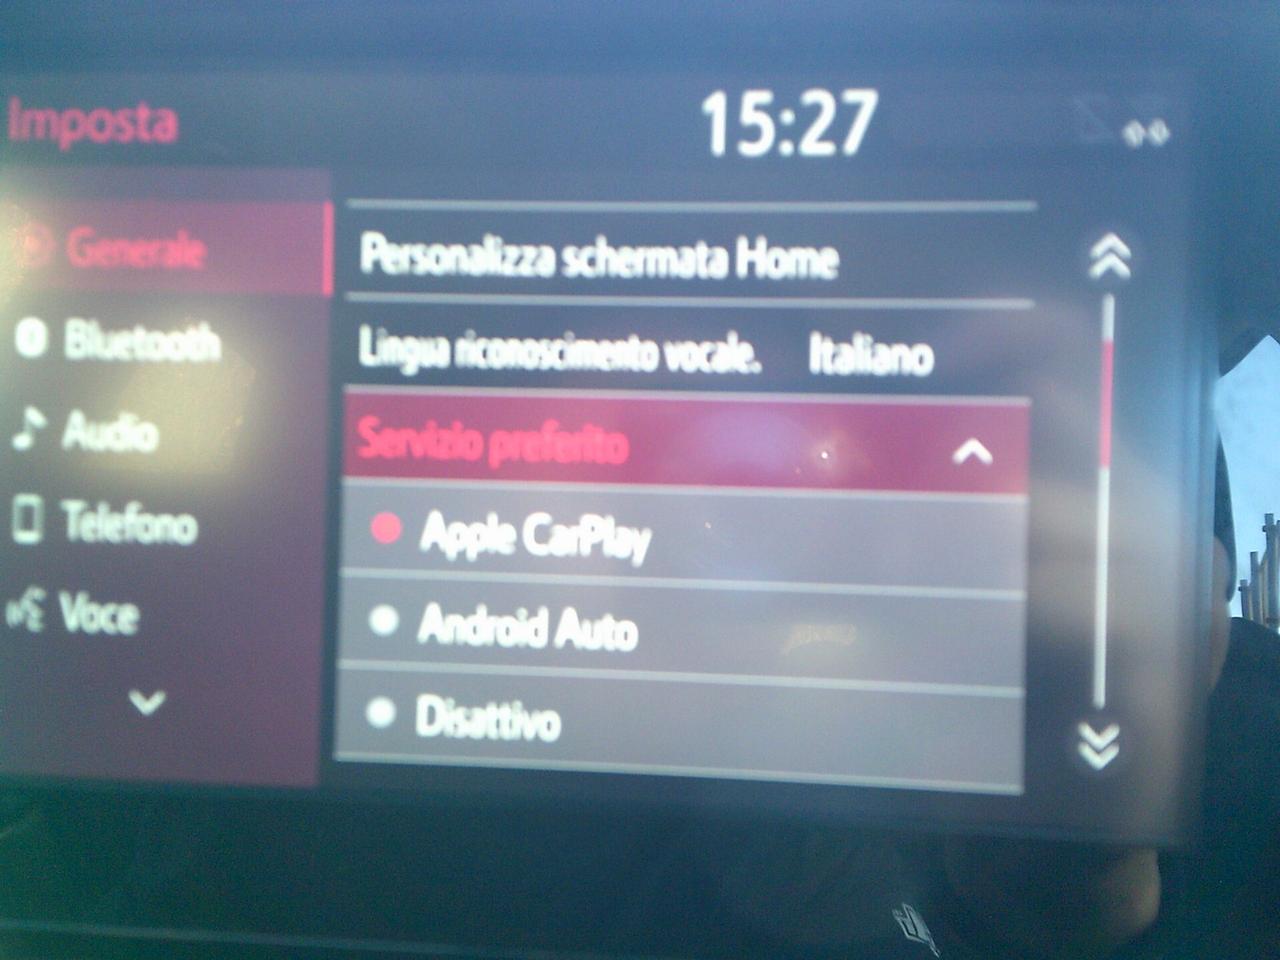 Imposta
15:27
Generale
Bluetooth
Audio
Telefono
Voce
Personalizza schermata Home
Lingua riconoscimento vocale. Italiano
Servizio preferito
Apple CarPlay
Android Auto
Disattivo